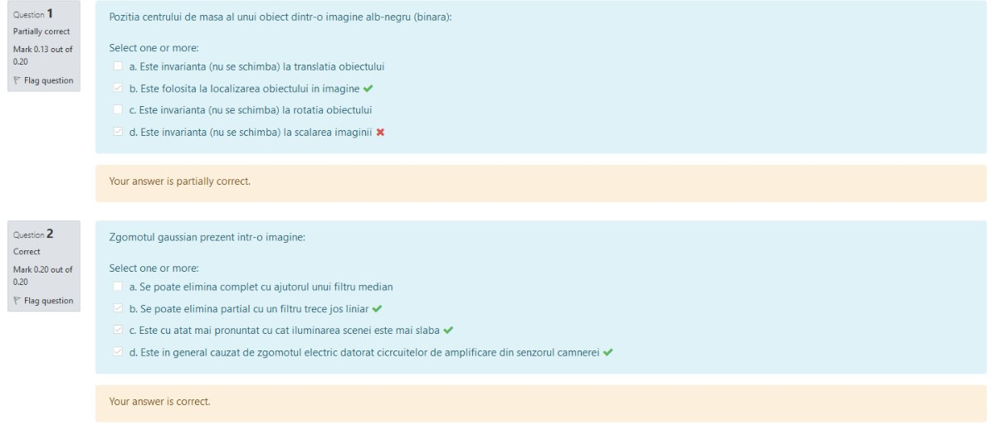 Question 1
Partially correct
Mark 0.13 out of
0.20
Flag question
Pozitia centrului de masa al unui obiect dintr-o imagine alb-negru (binara):
Select one or more:
a. Este invarianta (nu se schimba) la translatia obiectului
b. Este folosita la localizarea obiectului in imagine
c. Este invarianta (nu se schimba) la rotatia obiectului
d. Este invarianta (nu se schimba) la scalarea imaginii
Your answer is partially correct.
Question 2
Correct
Mark 0.20 out of
0.20
Flag question
Zgomotul gaussian prezent intr-o imagine:
Select one or more:
a. Se poate elimina complet cu ajutorul unui filtru median
b. Se poate elimina partial cu un filtru trece jos liniar
c. Este cu atat mai pronuntat cu cat iluminarea scenei este mai slaba
d. Este in general cauzat de zgomotul electric datorat cicrcuitelor de amplificare din senzorul camnerei
Your answer is correct.